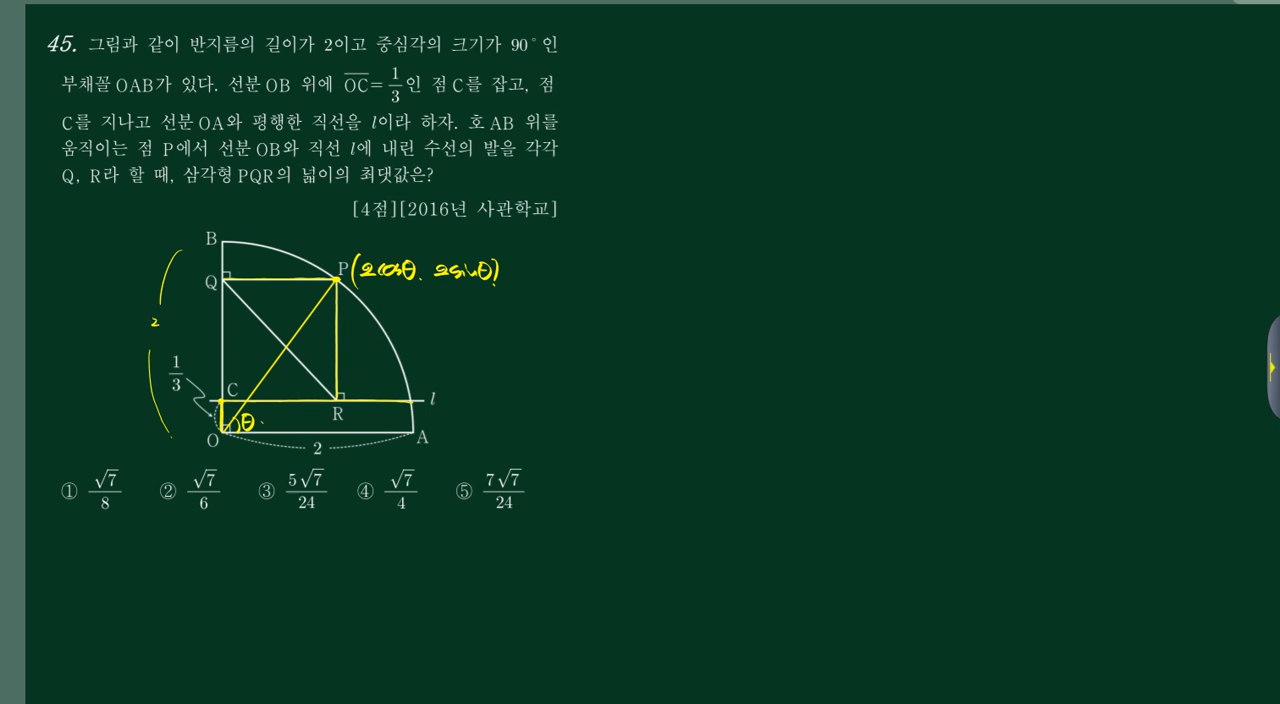 45. 그림과 같이 반지름의 길이가 2이고 중심각의 크기가 90°인
부채꼴 OAB가 있다. 선분 OB 위에 \overline{OC}=\frac{1}{3}인 점 C를 잡고, 점
C를 지나고 선분 OA와 평행한 직선을 l이라 하자. 호 AB 위를
움직이는 점 P에서 선분 OB와 직선 l에 내린 수선의 발을 각각
Q, R라 할 때, 삼각형 PQR의 넓이의 최댓값은?
[4점][2016년 사관학교]
B
P(2cosθ, 2sinθ)
Q
2
1/3
C
l
R
θ
O
A
2
① √7/8 ② √7/6 ③ 5√7/24 ④ √7/4 ⑤ 7√7/24